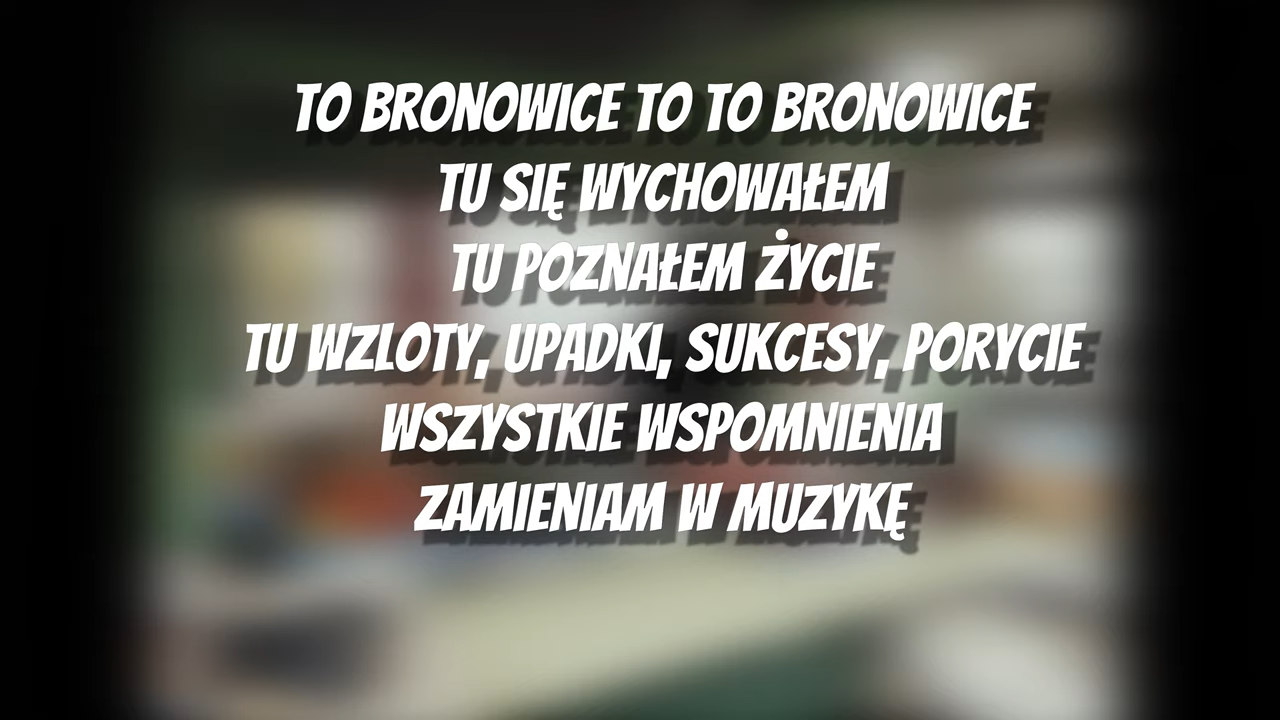 TO BRONOWICE TO TO BRONOWICE
TU SIĘ WYCHOWAŁEM
TU POZNAŁEM ŻYCIE
TU WZLOTY, UPADKI, SUKCESY, PORYCIE
WSZYSTKIE WSPOMNIENIA
ZAMIENIAM W MUZYKĘ